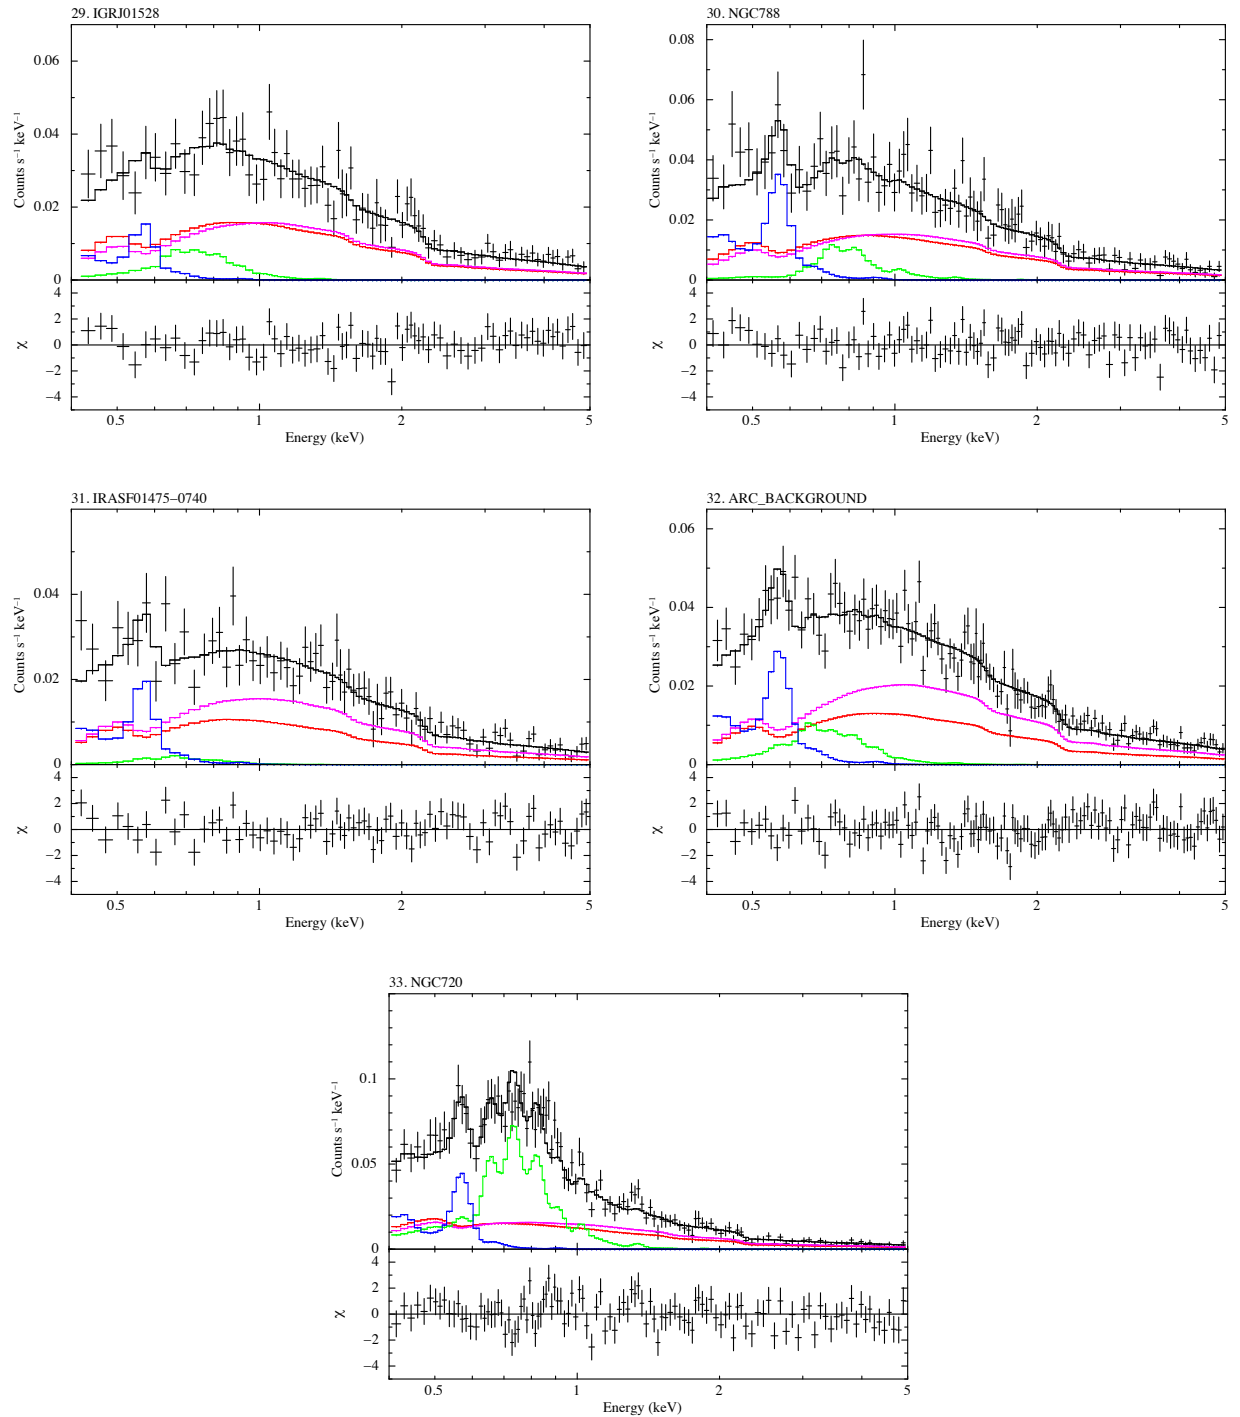 29. IGRJ01528
0.06
0.04
0.02
0
Counts s⁻¹ keV⁻¹
4
2
0
−2
−4
χ
0.5 1 2 5
Energy (keV)
30. NGC788
0.08
0.06
0.04
0.02
0
Counts s⁻¹ keV⁻¹
4
2
0
−2
−4
χ
0.5 1 2 5
Energy (keV)
31. IRASF01475−0740
0.04
0.02
0
Counts s⁻¹ keV⁻¹
4
2
0
−2
−4
χ
0.5 1 2 5
Energy (keV)
32. ARC_BACKGROUND
0.06
0.04
0.02
0
Counts s⁻¹ keV⁻¹
4
2
0
−2
−4
χ
0.5 1 2 5
Energy (keV)
33. NGC720
0.1
0.05
0
Counts s⁻¹ keV⁻¹
4
2
0
−2
−4
χ
0.5 1 2 5
Energy (keV)